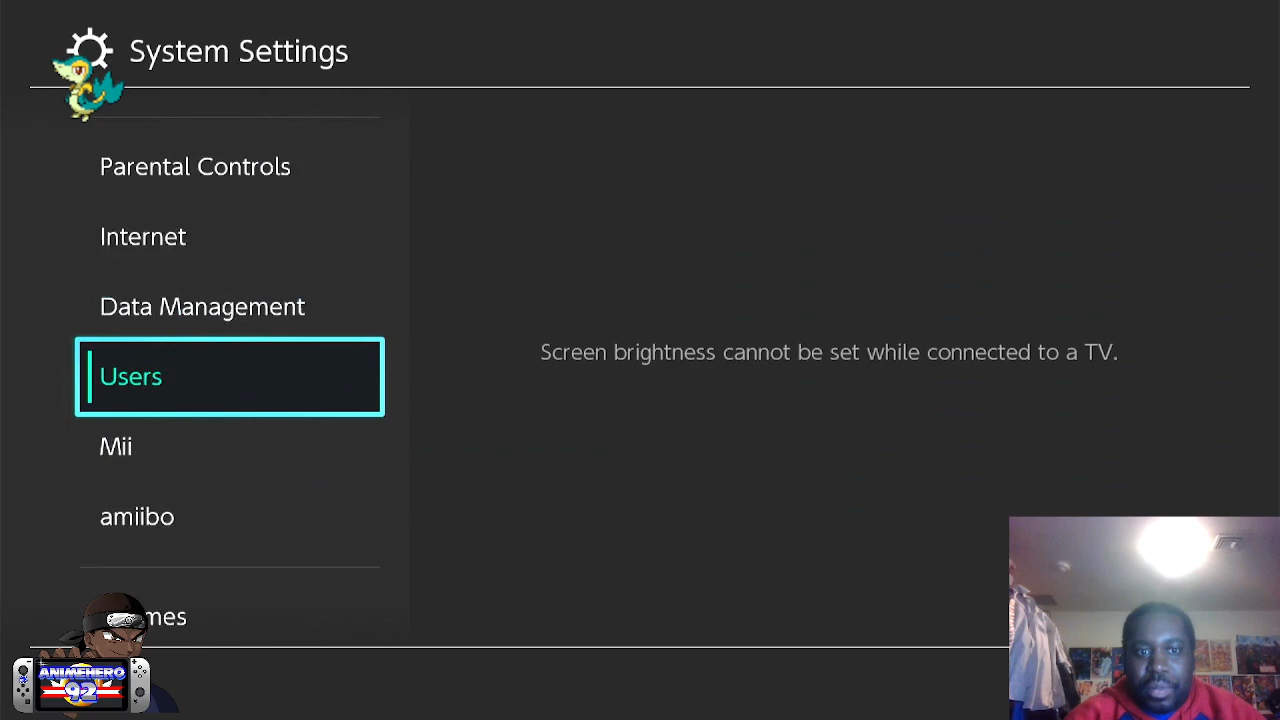 System Settings
Parental Controls
Internet
Data Management
Users
Screen brightness cannot be set while connected to a TV.
Mii
amiibo
mes
ANIMEHERO
92